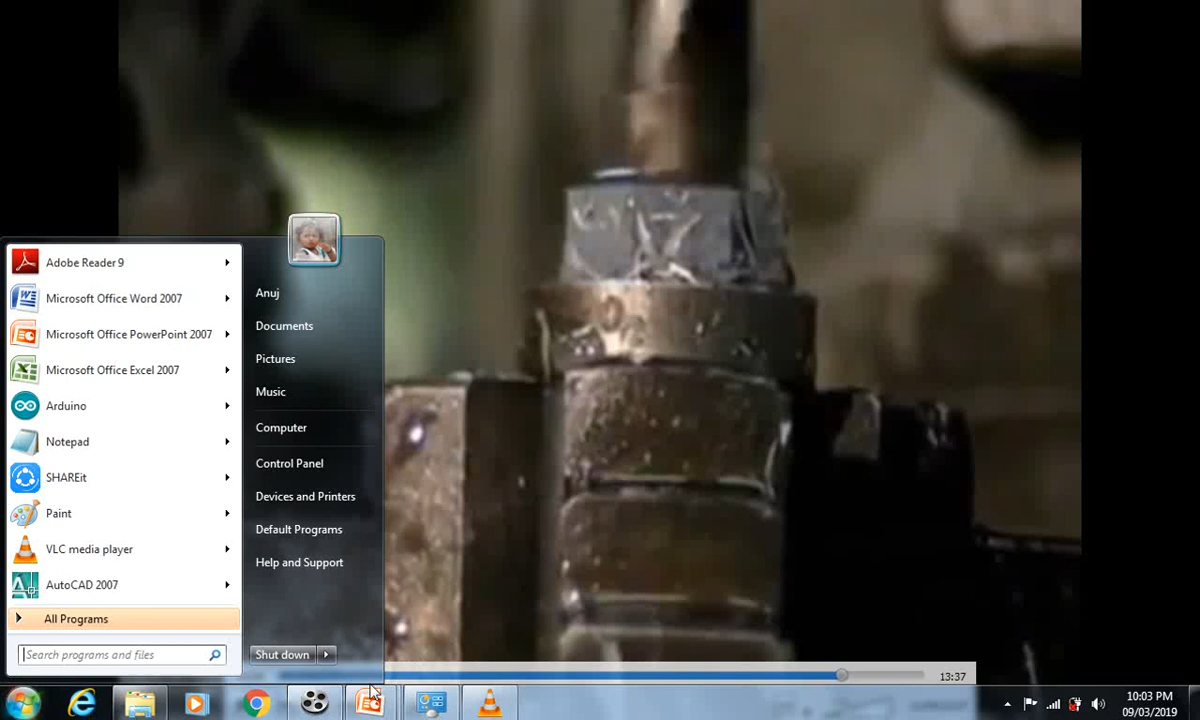 Adobe Reader 9
Microsoft Office Word 2007
Microsoft Office PowerPoint 2007
Microsoft Office Excel 2007
Arduino
Notepad
SHAREit
Paint
VLC media player
AutoCAD 2007
All Programs
Search programs and files
Anuj
Documents
Pictures
Music
Computer
Control Panel
Devices and Printers
Default Programs
Help and Support
Shut down
13:37
10:03 PM
09/03/2019